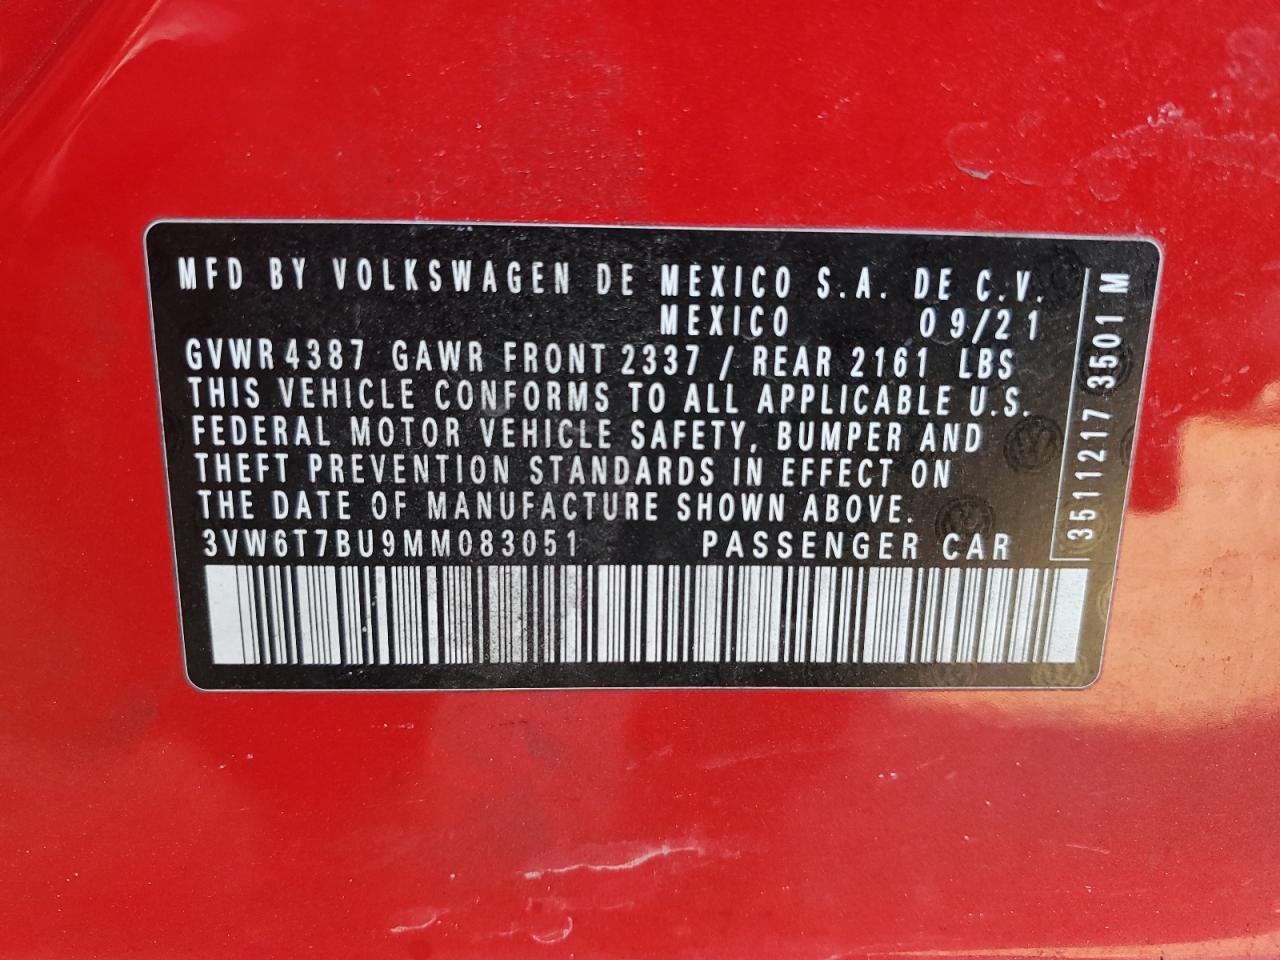 MFD BY VOLKSWAGEN DE MEXICO S.A. DE C.V.
MEXICO 09/21
GVWR 4387 GAWR FRONT 2337 / REAR 2161 LBS
THIS VEHICLE CONFORMS TO ALL APPLICABLE U.S.
FEDERAL MOTOR VEHICLE SAFETY, BUMPER AND
THEFT PREVENTION STANDARDS IN EFFECT ON
THE DATE OF MANUFACTURE SHOWN ABOVE.
3VW6T7BU9MM083051 PASSENGER CAR
3511217 3501 M